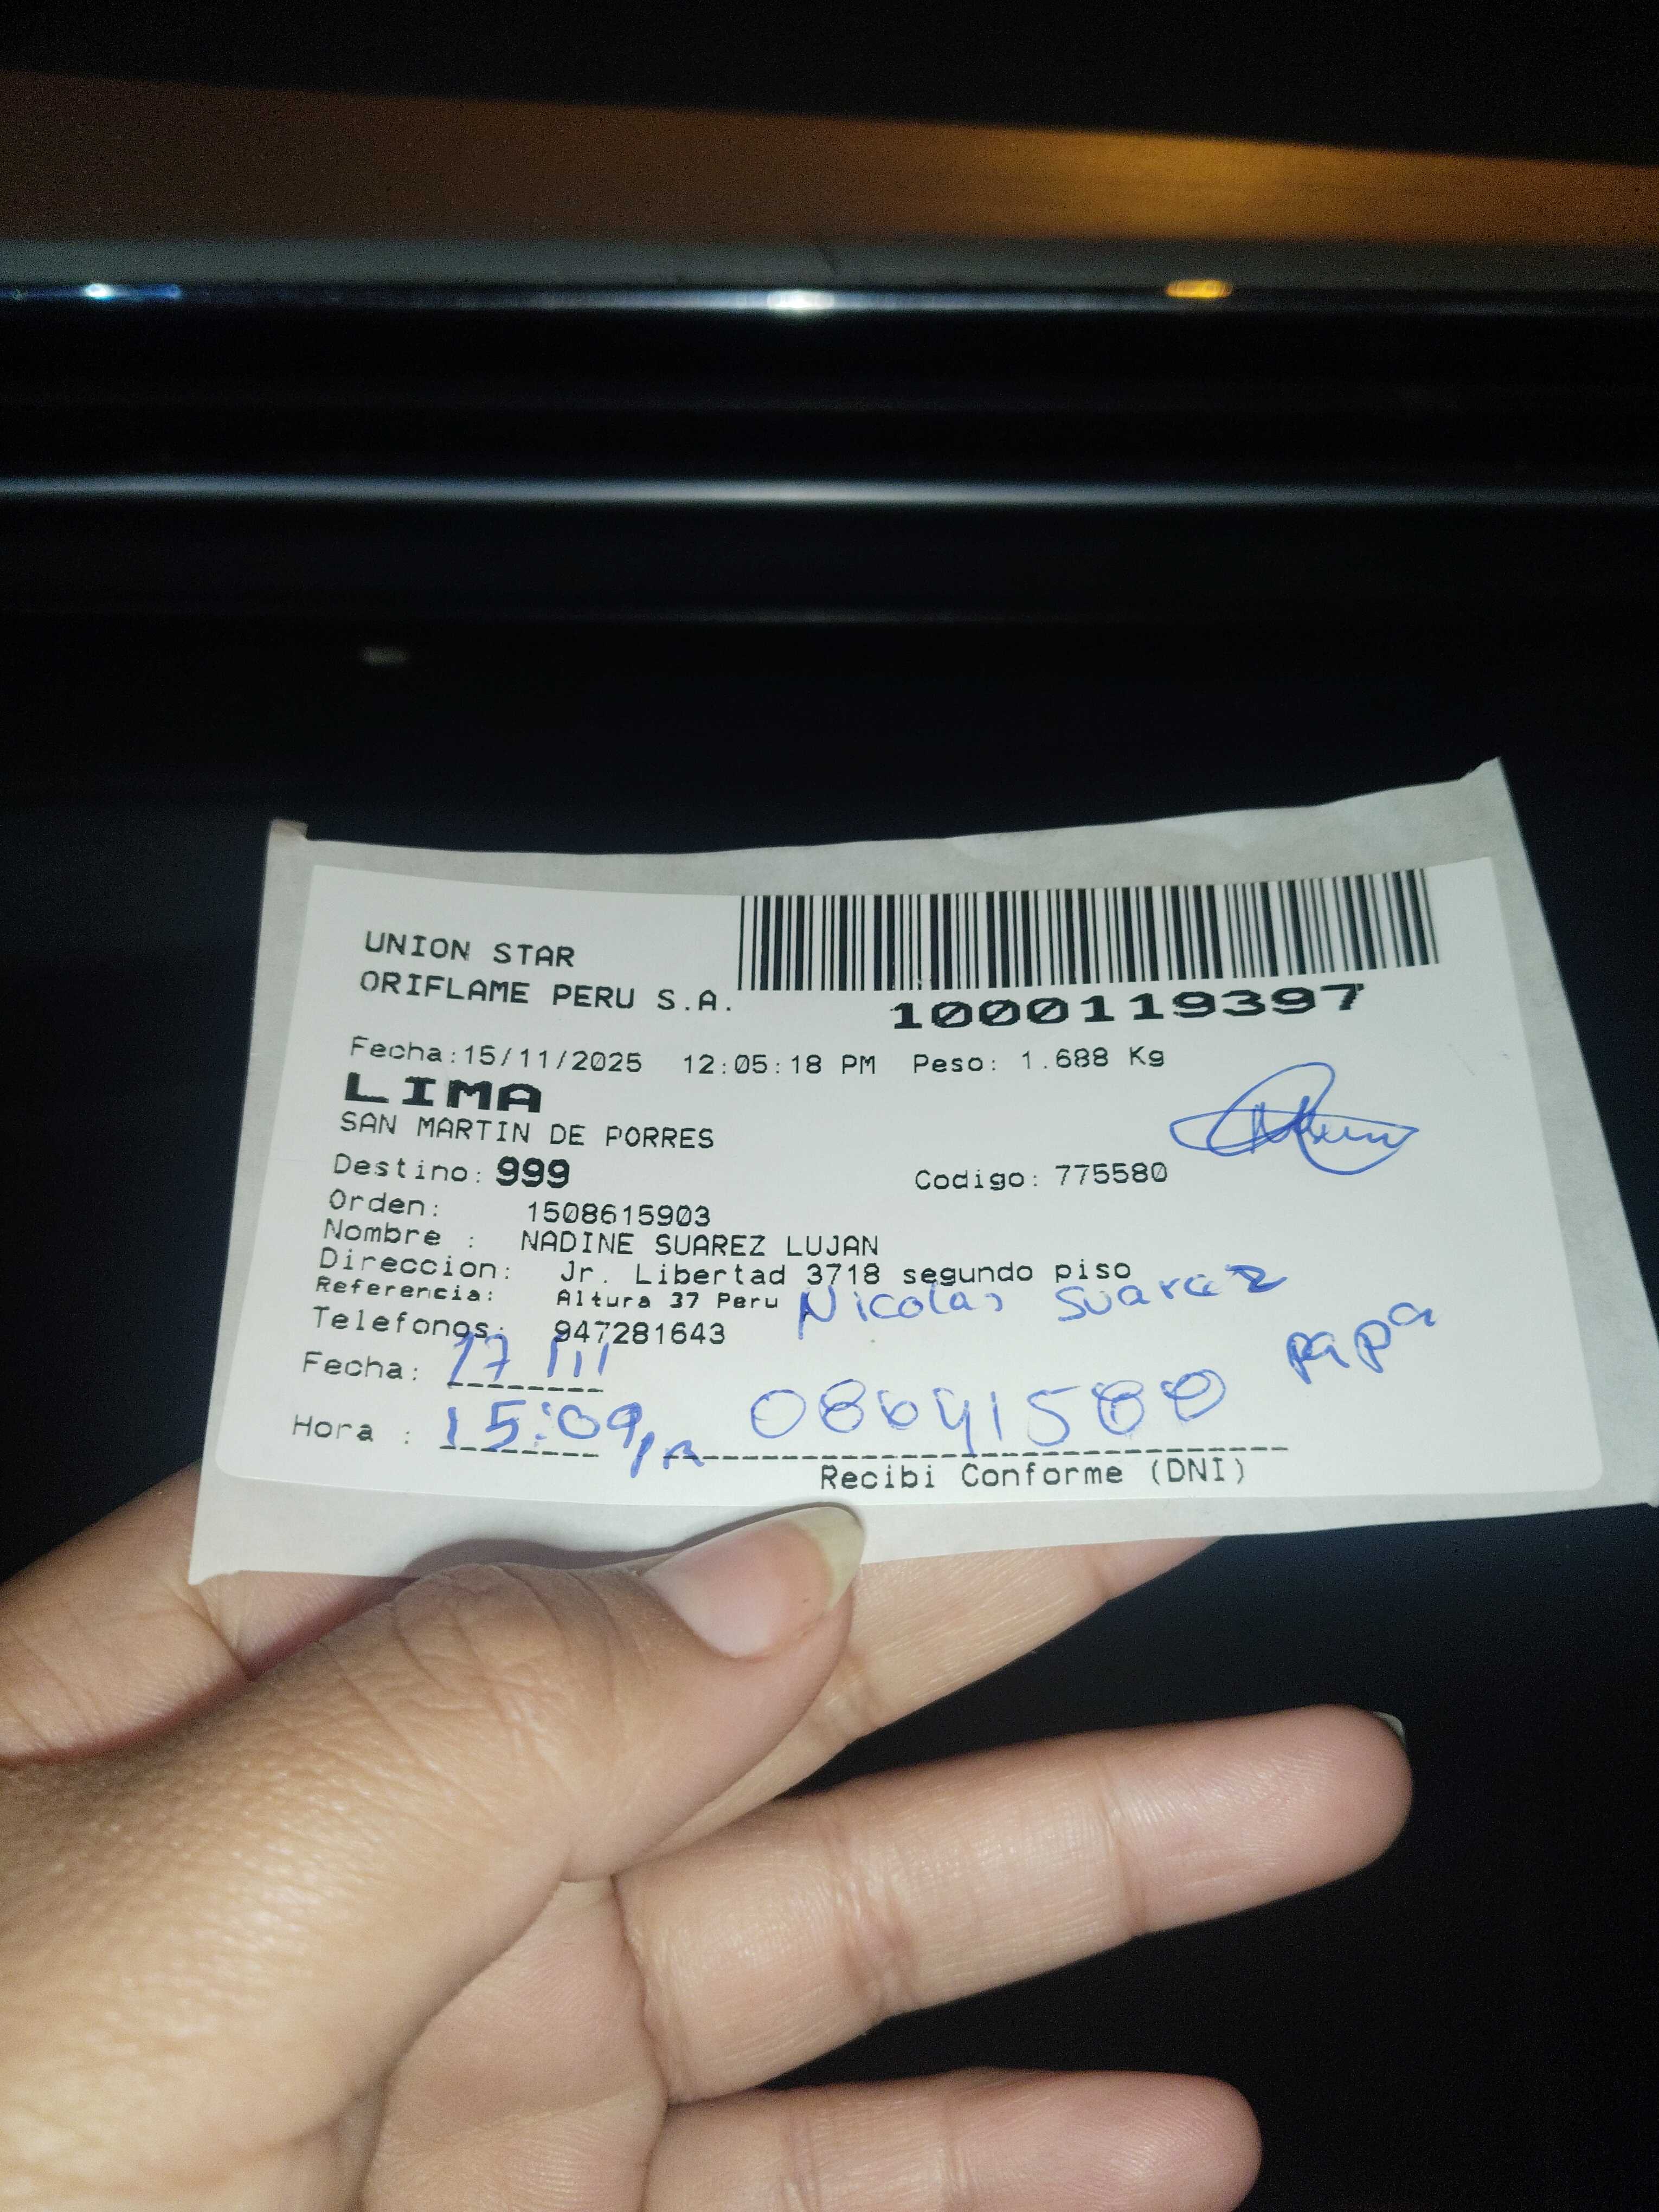 UNION STAR
ORIFLAME PERU S.A.
1000119397
Fecha:15/11/2025 12:05:18 PM Peso: 1.688 Kg
LIMA
SAN MARTIN DE PORRES
Destino: 999 Codigo: 775580
Orden: 1508615903
Nombre : NADINE SUAREZ LUJAN
Direccion: Jr. Libertad 3718 segundo piso
Referencia: Altura 37 Peru Nicolas Suarez
Telefonos: 947281643 papa
Fecha: 17
Hora : 15:09
Recibi Conforme (DNI)